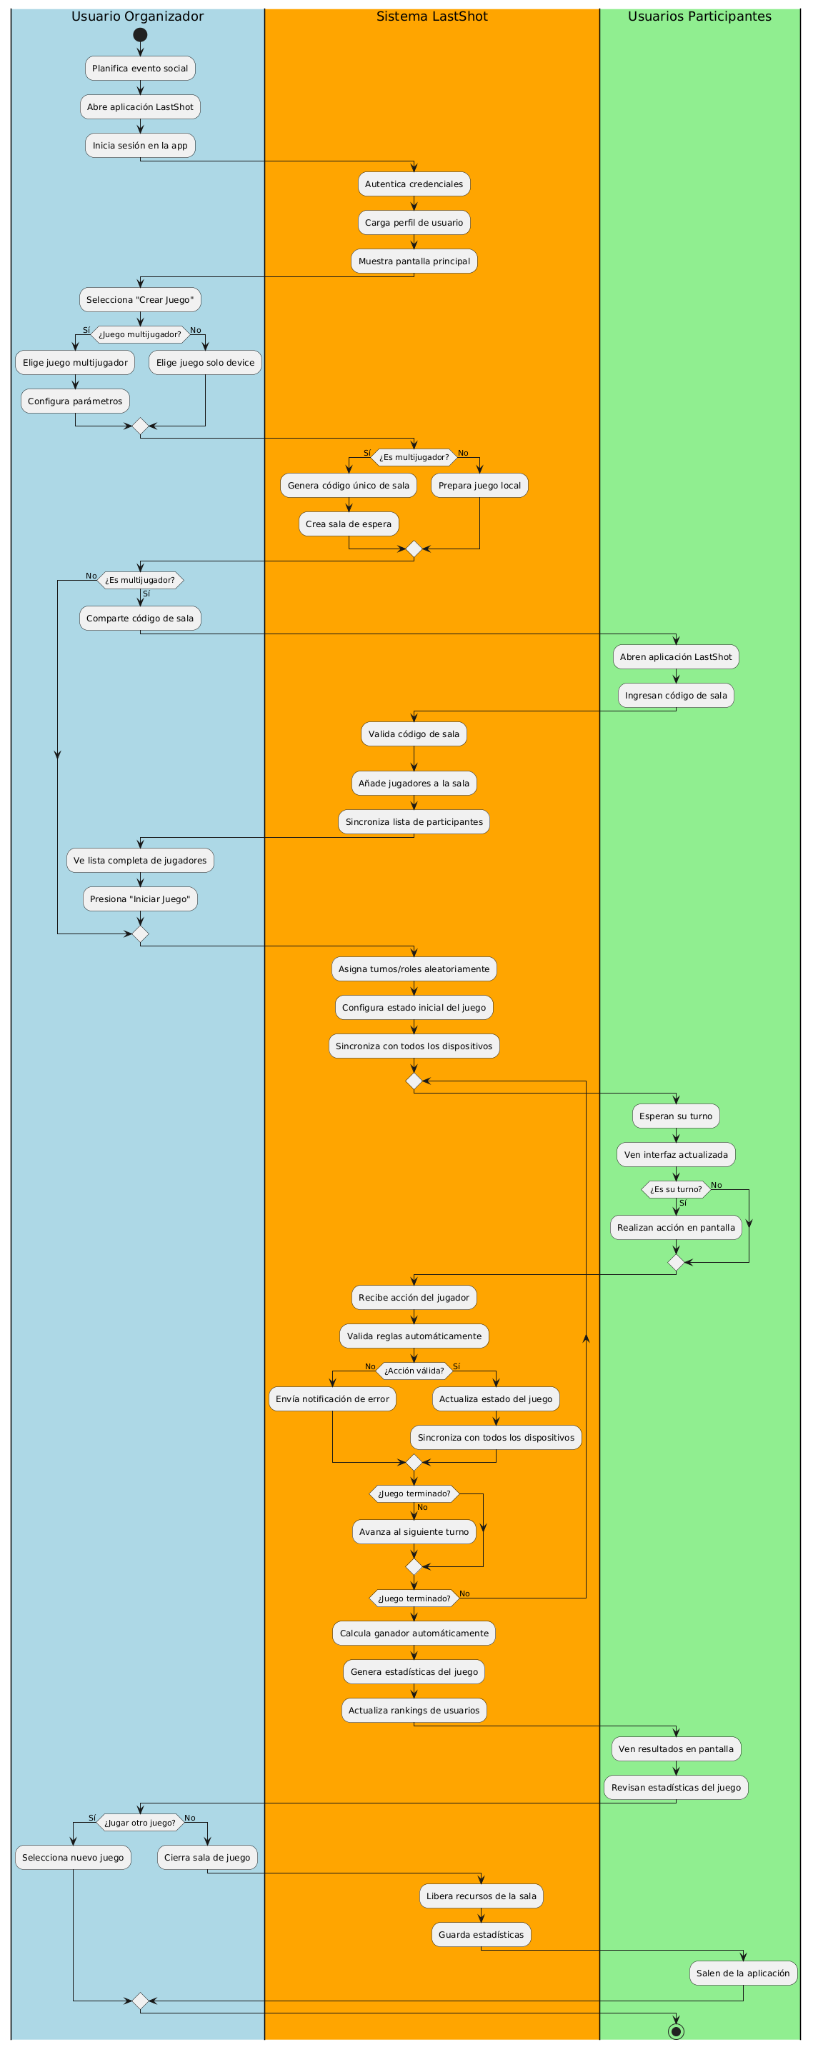 Usuario Organizador
Sistema LastShot
Usuarios Participantes
Planifica evento social
Abre aplicación LastShot
Inicia sesión en la app
Autentica credenciales
Carga perfil de usuario
Muestra pantalla principal
Selecciona "Crear Juego"
Sí
¿Juego multijugador?
No
Elige juego multijugador
Elige juego solo device
Configura parámetros
Sí
¿Es multijugador?
No
Genera código único de sala
Prepara juego local
Crea sala de espera
No
¿Es multijugador?
Sí
Comparte código de sala
Abren aplicación LastShot
Ingresan código de sala
Valida código de sala
Añade jugadores a la sala
Sincroniza lista de participantes
Ve lista completa de jugadores
Presiona "Iniciar Juego"
Asigna turnos/roles aleatoriamente
Configura estado inicial del juego
Sincroniza con todos los dispositivos
Esperan su turno
Ven interfaz actualizada
¿Es su turno?
No
Sí
Realizan acción en pantalla
Recibe acción del jugador
Valida reglas automáticamente
No
¿Acción válida?
Sí
Envía notificación de error
Actualiza estado del juego
Sincroniza con todos los dispositivos
¿Juego terminado?
No
Avanza al siguiente turno
¿Juego terminado?
No
Calcula ganador automáticamente
Genera estadísticas del juego
Actualiza rankings de usuarios
Ven resultados en pantalla
Revisan estadísticas del juego
Sí
¿Jugar otro juego?
No
Selecciona nuevo juego
Cierra sala de juego
Libera recursos de la sala
Guarda estadísticas
Salen de la aplicación